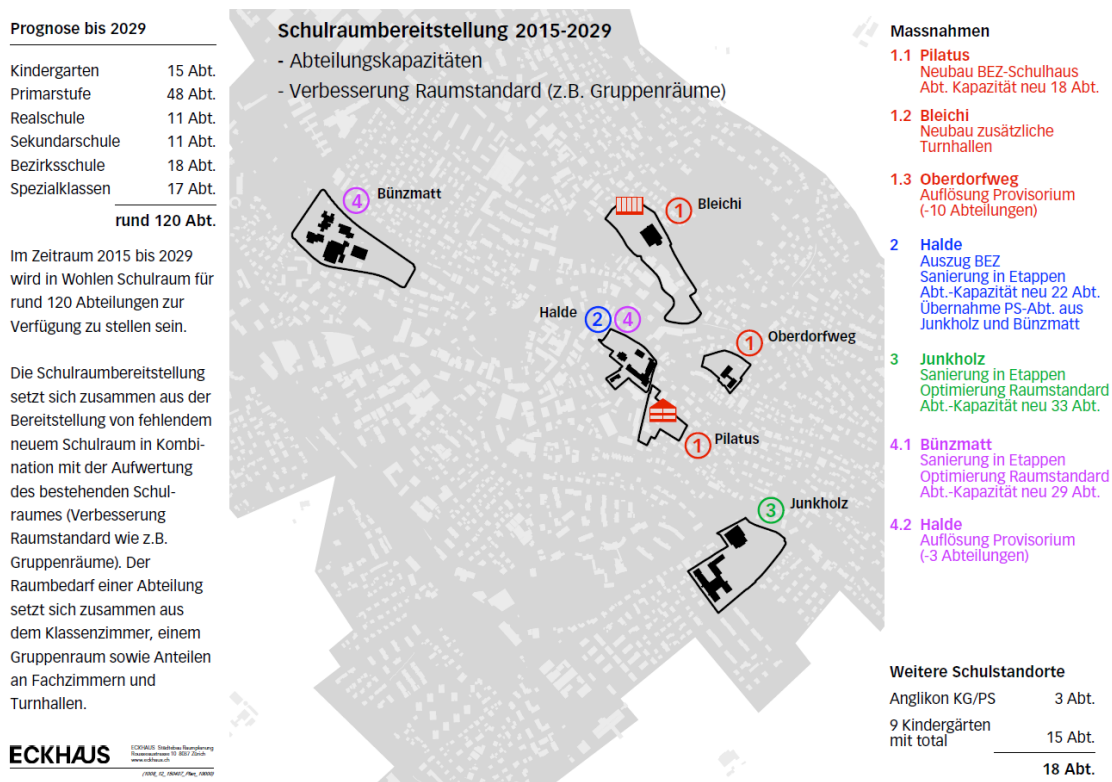 Prognose bis 2029
Kindergarten 15 Abt.
Primarstufe 48 Abt.
Realschule 11 Abt.
Sekundarschule 11 Abt.
Bezirksschule 18 Abt.
Spezialklassen 17 Abt.
rund 120 Abt.
Im Zeitraum 2015 bis 2029
wird in Wohlen Schulraum für
rund 120 Abteilungen zur
Verfügung zu stellen sein.
Die Schulraumbereitstellung
setzt sich zusammen aus der
Bereitstellung von fehlendem
neuem Schulraum in Kombi-
nation mit der Aufwertung
des bestehenden Schul-
raumes (Verbesserung
Raumstandard wie z.B.
Gruppenräume). Der
Raumbedarf einer Abteilung
setzt sich zusammen aus
dem Klassenzimmer, einem
Gruppenraum sowie Anteilen
an Fachzimmern und
Turnhallen.
ECKHAUS
ECKHAUS Städtebau Raumplanung
www.eckhaus.ch
Schulraumbereitstellung 2015-2029
- Abteilungskapazitäten
- Verbesserung Raumstandard (z.B. Gruppenräume)
4 Bünzmatt
1 Bleichi
Halde 2 4
1 Oberdorfweg
1 Pilatus
3 Junkholz
Massnahmen
1.1 Pilatus
Neubau BEZ-Schulhaus
Abt. Kapazität neu 18 Abt.
1.2 Bleichi
Neubau zusätzliche
Turnhallen
1.3 Oberdorfweg
Auflösung Provisorium
(-10 Abteilungen)
2 Halde
Auszug BEZ
Sanierung in Etappen
Abt.-Kapazität neu 22 Abt.
Übernahme PS-Abt. aus
Junkholz und Bünzmatt
3 Junkholz
Sanierung in Etappen
Optimierung Raumstandard
Abt.-Kapazität neu 33 Abt.
4.1 Bünzmatt
Sanierung in Etappen
Optimierung Raumstandard
Abt.-Kapazität neu 29 Abt.
4.2 Halde
Auflösung Provisorium
(-3 Abteilungen)
Weitere Schulstandorte
Anglikon KG/PS 3 Abt.
9 Kindergärten
mit total 15 Abt.
18 Abt.